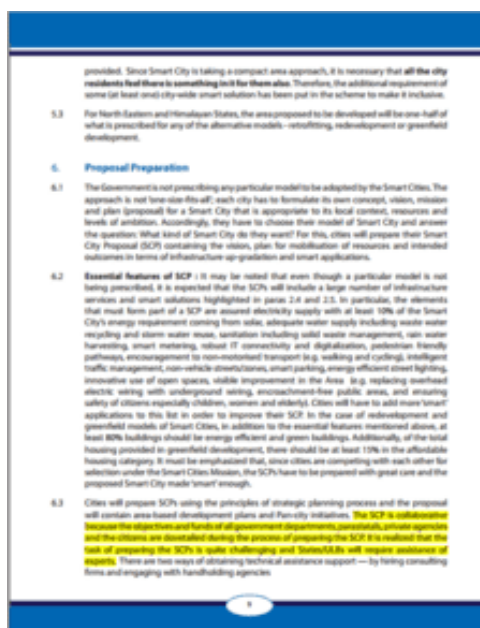 provided. Since Smart City is taking a compact area approach, it is necessary that all the city
residents feel there is something in it for them also. Therefore, the additional requirement of
some (at least one) city-wide smart solution has been put in the scheme to make it inclusive.
5.3 For North Eastern and Himalayan States, the area proposed to be developed will be one-half of
what is prescribed for any of the alternative models - retrofitting, redevelopment or greenfield
development.
6. Proposal Preparation
6.1 The Government is not prescribing any particular model to be adopted by the Smart Cities. The
approach is not 'one-size-fits-all'; each city has to formulate its own concept, vision, mission
and plan (proposal) for a Smart City that is appropriate to its local context, resources and
levels of ambition. Accordingly, they have to choose their model of Smart City and answer
the question: What kind of Smart City do they want? For this, cities will prepare their Smart
City Proposal (SCP) containing the vision, plan for mobilisation of resources and intended
outcomes in terms of infrastructure up-gradation and smart applications.
6.2 Essential features of SCP : It may be noted that even though a particular model is not
being prescribed, it is expected that the SCPs will include a large number of infrastructure
services and smart solutions highlighted in paras 2.4 and 2.5. In particular, the elements
that must form part of a SCP are assured electricity supply with at least 10% of the Smart
City's energy requirement coming from solar, adequate water supply including waste water
recycling and storm water reuse, sanitation including solid waste management, rain water
harvesting, smart metering, robust IT connectivity and digitalization, pedestrian friendly
pathways, encouragement to non-motorised transport (e.g. walking and cycling), intelligent
traffic management, non-vehicle streets/zones, smart parking, energy efficient street lighting,
innovative use of open spaces, visible improvement in the Area (e.g. replacing overhead
electric wiring with underground wiring, encroachment-free public areas, and ensuring
safety of citizens especially children, women and elderly). Cities will have to add more 'smart'
applications to this list in order to improve their SCP. In the case of redevelopment and
greenfield models of Smart Cities, in addition to the essential features mentioned above, at
least 80% buildings should be energy efficient and green buildings. Additionally, of the total
housing provided in greenfield development, there should be at least 15% in the affordable
housing category. It must be emphasized that, since cities are competing with each other for
selection under the Smart Cities Mission, the SCPs have to be prepared with great care and the
proposed Smart City made 'smart' enough.
6.3 Cities will prepare SCPs using the principles of strategic planning process and the proposal
will contain area-based development plans and Pan-city initiatives. The SCP is collaborative
because the objectives and funds of all government departments, parastatals, private agencies
and the citizens are dovetailed during the process of preparing the SCP. It is realized that the
task of preparing the SCPs is quite challenging and States/ULBs will require assistance of
experts. There are two ways of obtaining technical assistance support — by hiring consulting
firms and engaging with handholding agencies